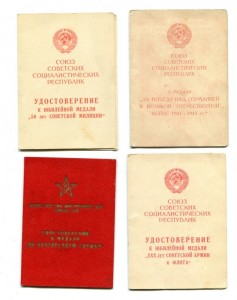 СОЮЗ
СОВЕТСКИХ
СОЦИАЛИСТИЧЕСКИХ
РЕСПУБЛИК
УДОСТОВЕРЕНИЕ
К ЮБИЛЕЙНОЙ МЕДАЛИ
„50 лет СОВЕТСКОЙ МИЛИЦИИ“
СОЮЗ
СОВЕТСКИХ
СОЦИАЛИСТИЧЕСКИХ
РЕСПУБЛИК
К МЕДАЛИ
„ЗА ПОБЕДУ НАД ГЕРМАНИЕЙ
В ВЕЛИКОЙ ОТЕЧЕСТВЕННОЙ
ВОЙНЕ 1941–1945 гг.“
УДОСТОВЕРЕНИЕ
К МЕДАЛИ
СОЮЗ
СОВЕТСКИХ
СОЦИАЛИСТИЧЕСКИХ
РЕСПУБЛИК
УДОСТОВЕРЕНИЕ
К ЮБИЛЕЙНОЙ МЕДАЛИ
„XXX лет СОВЕТСКОЙ АРМИИ
И ФЛОТА“